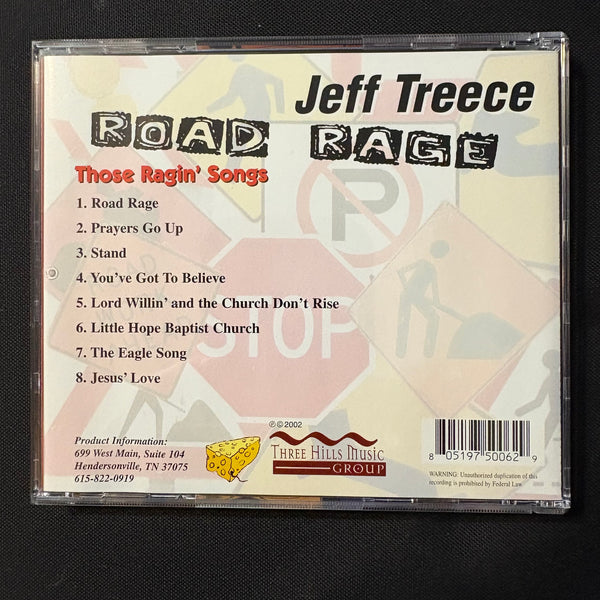 Jeff Treece
ROAD RAGE
Those Ragin' Songs
1. Road Rage
2. Prayers Go Up
3. Stand
4. You've Got To Believe
5. Lord Willin' and the Church Don't Rise
6. Little Hope Baptist Church
7. The Eagle Song
8. Jesus' Love
P
STOP
Product Information:
699 West Main, Suite 104
Hendersonville, TN 37075
615-822-0919
℗ © 2002
THREE HILLS MUSIC
GROUP
8 05197 50062 9
WARNING: Unauthorized duplication of this
recording is prohibited by Federal Law